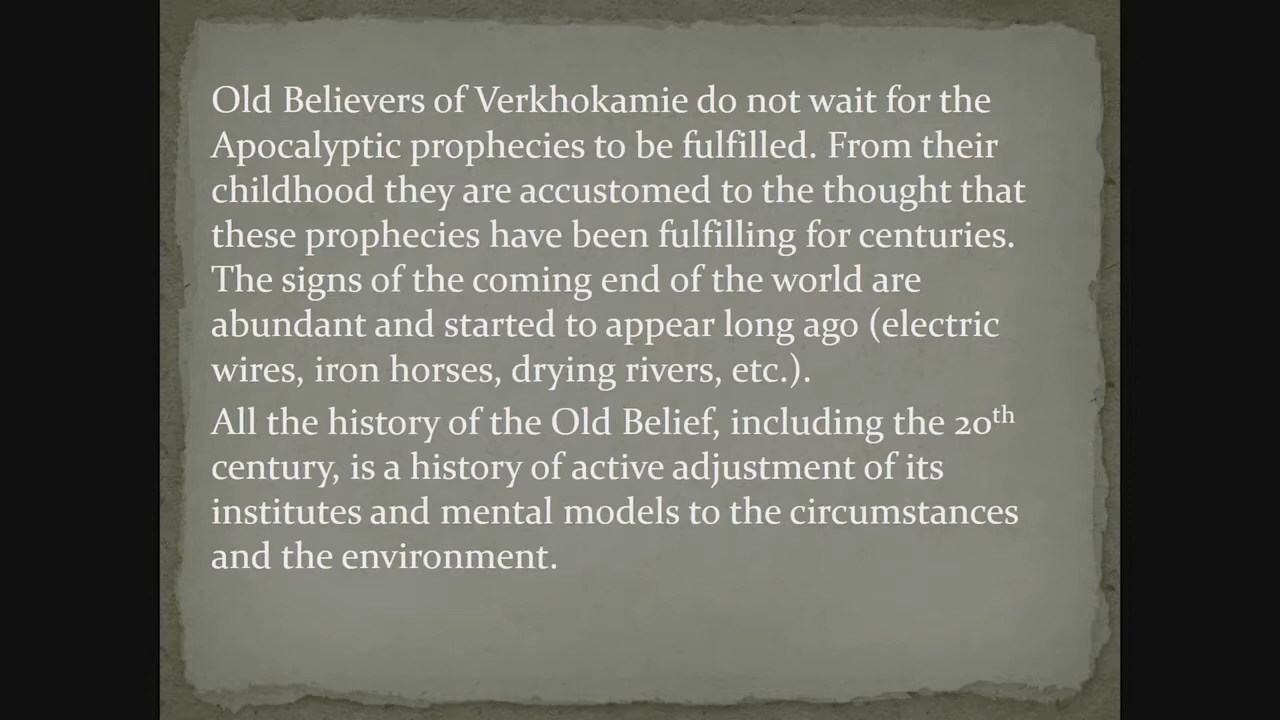 Old Believers of Verkhokamie do not wait for the
Apocalyptic prophecies to be fulfilled. From their
childhood they are accustomed to the thought that
these prophecies have been fulfilling for centuries.
The signs of the coming end of the world are
abundant and started to appear long ago (electric
wires, iron horses, drying rivers, etc.).
All the history of the Old Belief, including the 20th
century, is a history of active adjustment of its
institutes and mental models to the circumstances
and the environment.